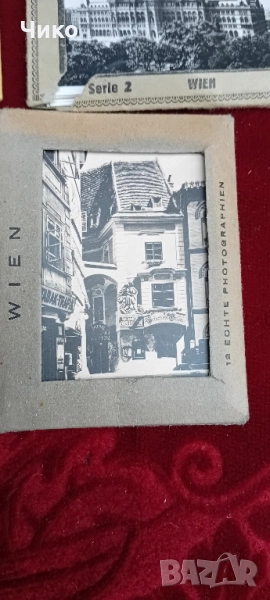 Чико
Serie 2 WIEN
WIEN
12 ECHTE PHOTOGRAPHIEN
BAZAR